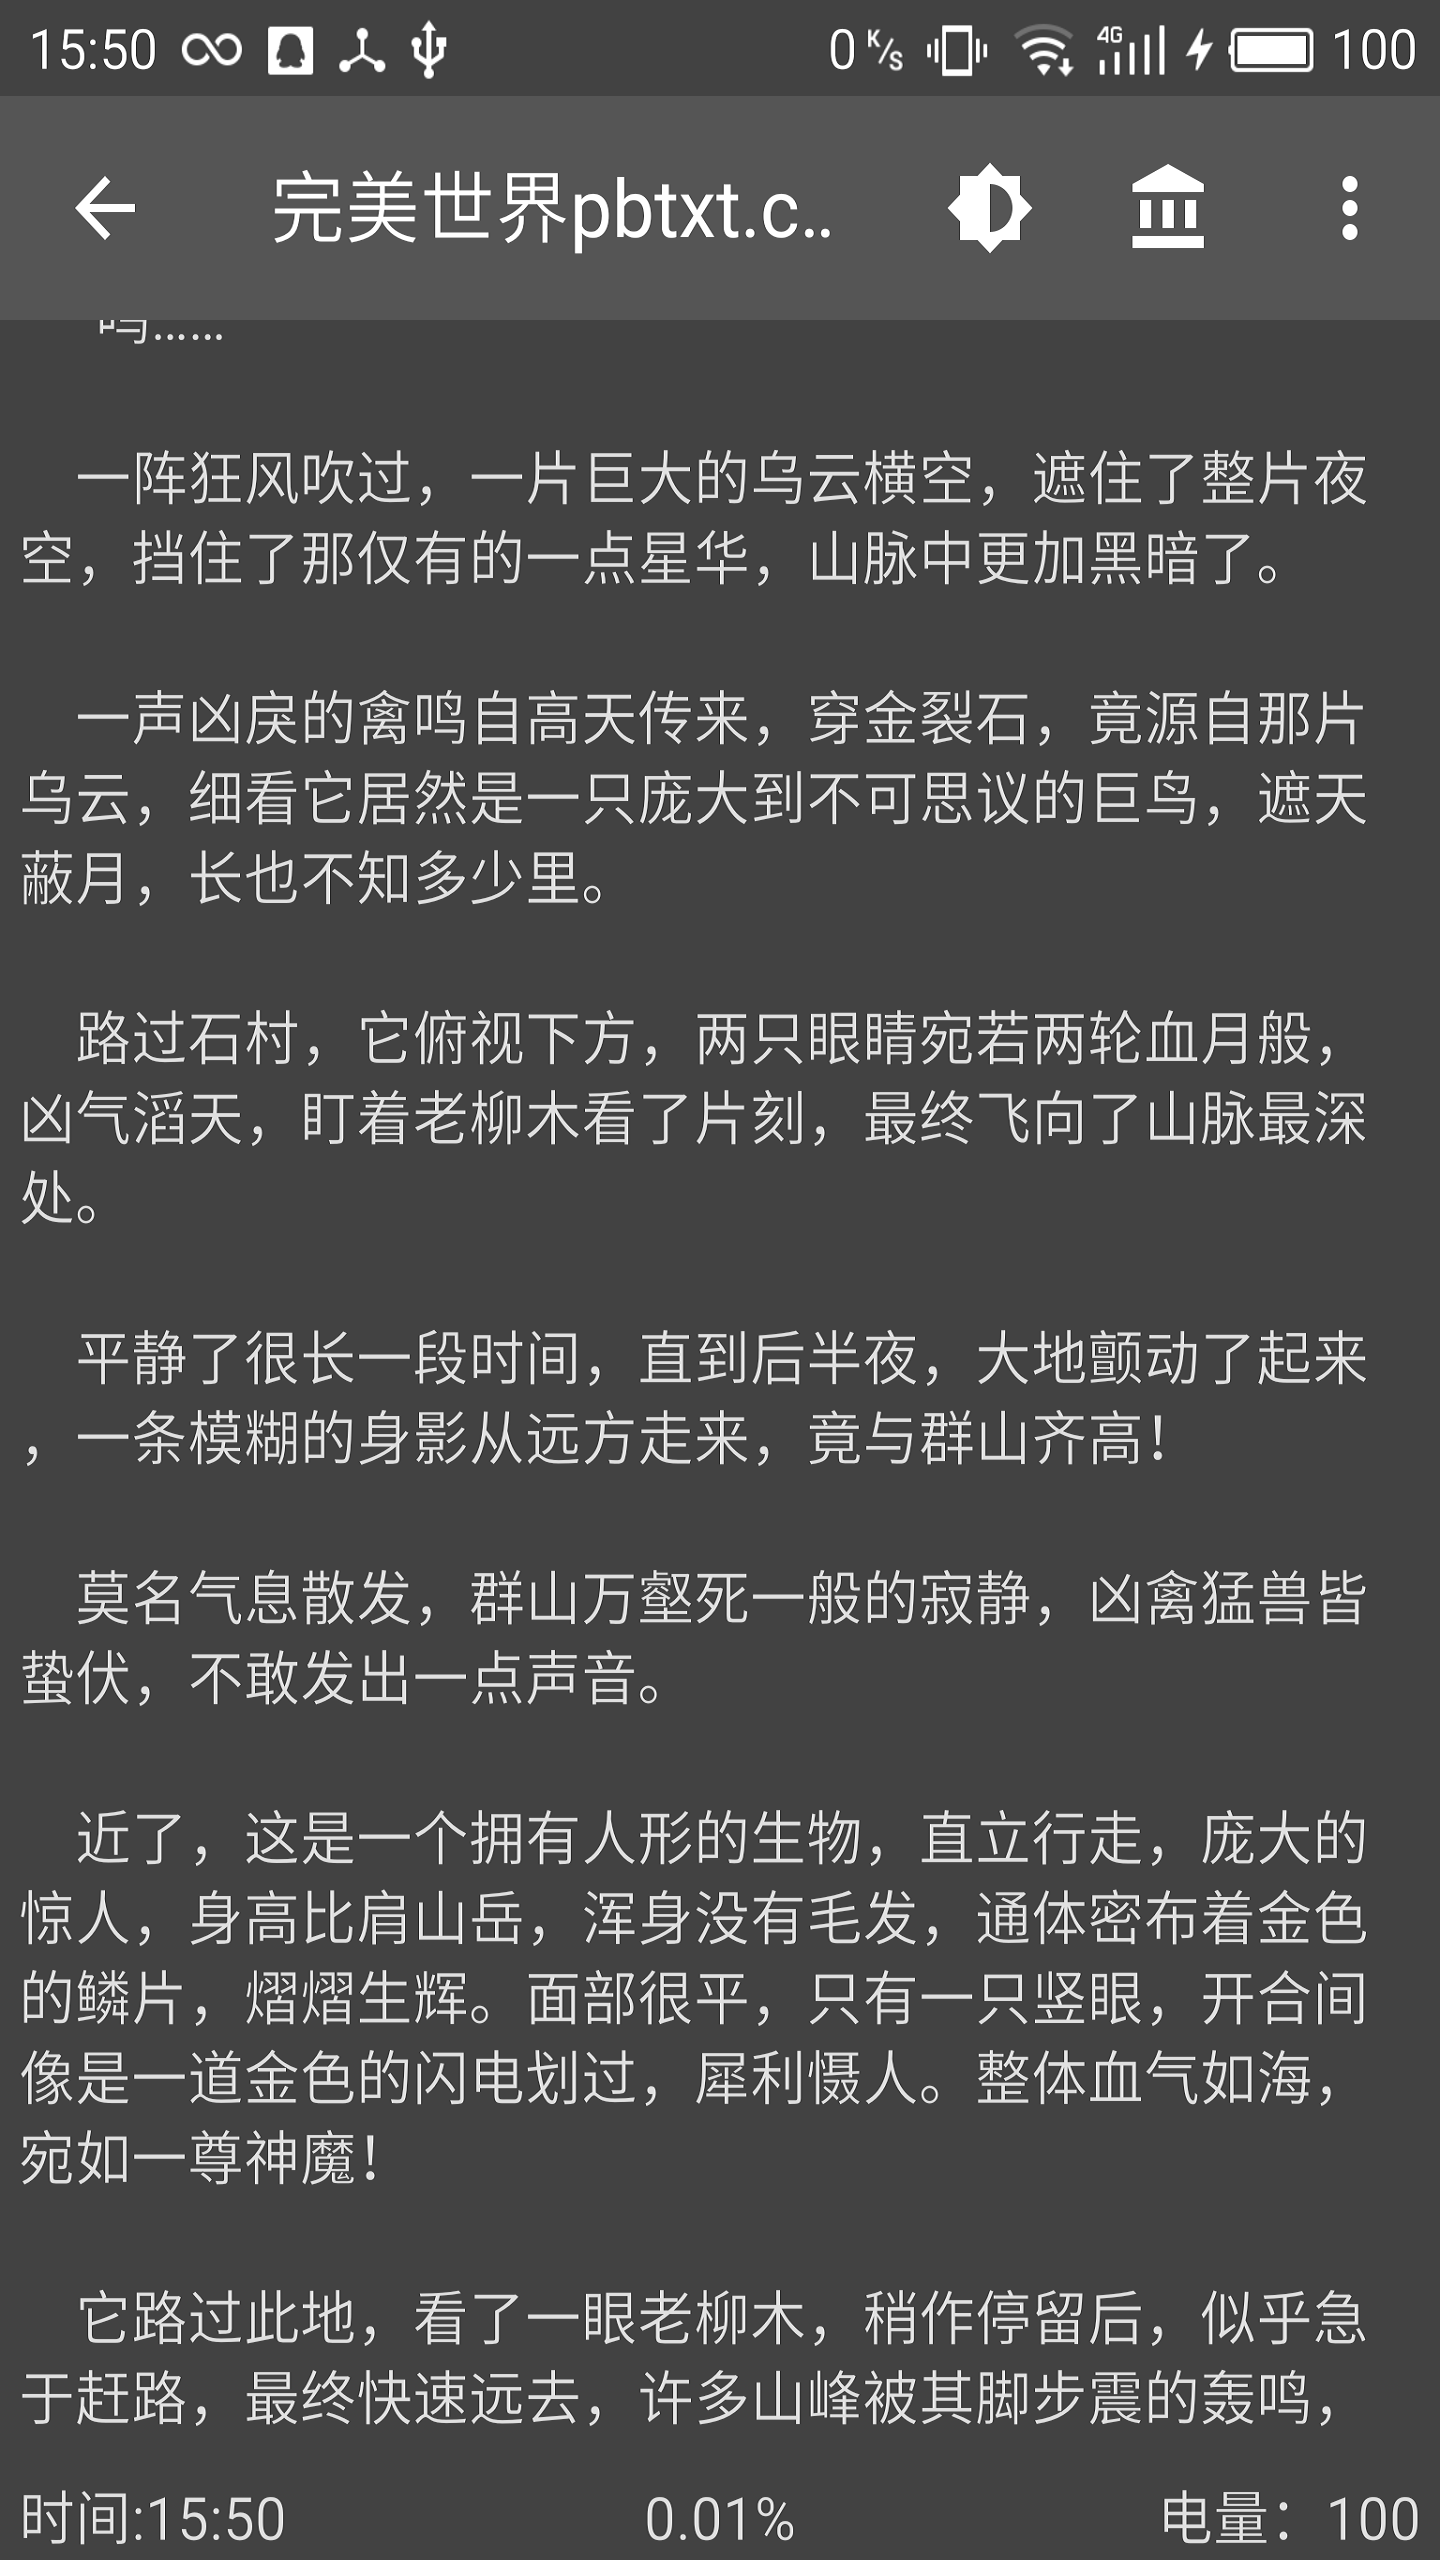 15:50
0 K/s
4G
100
完美世界pbtxt.c..
呜……
一阵狂风吹过，一片巨大的乌云横空，遮住了整片夜
空，挡住了那仅有的一点星华，山脉中更加黑暗了。
一声凶戾的禽鸣自高天传来，穿金裂石，竟源自那片
乌云，细看它居然是一只庞大到不可思议的巨鸟，遮天
蔽月，长也不知多少里。
路过石村，它俯视下方，两只眼睛宛若两轮血月般，
凶气滔天，盯着老柳木看了片刻，最终飞向了山脉最深
处。
平静了很长一段时间，直到后半夜，大地颤动了起来
，一条模糊的身影从远方走来，竟与群山齐高！
莫名气息散发，群山万壑死一般的寂静，凶禽猛兽皆
蛰伏，不敢发出一点声音。
近了，这是一个拥有人形的生物，直立行走，庞大的
惊人，身高比肩山岳，浑身没有毛发，通体密布着金色
的鳞片，熠熠生辉。面部很平，只有一只竖眼，开合间
像是一道金色的闪电划过，犀利慑人。整体血气如海，
宛如一尊神魔！
它路过此地，看了一眼老柳木，稍作停留后，似乎急
于赶路，最终快速远去，许多山峰被其脚步震的轰鸣，
时间:15:50
0.01%
电量：100